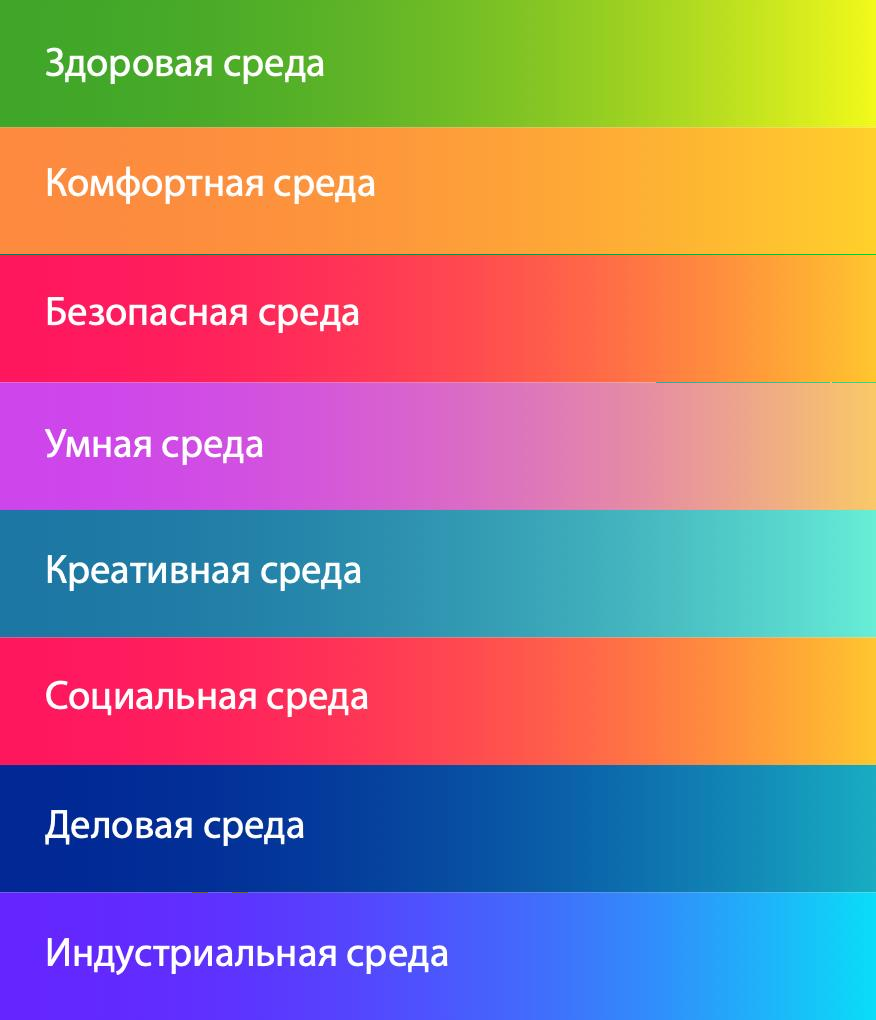 Здоровая среда
Комфортная среда
Безопасная среда
Умная среда
Креативная среда
Социальная среда
Деловая среда
Индустриальная среда